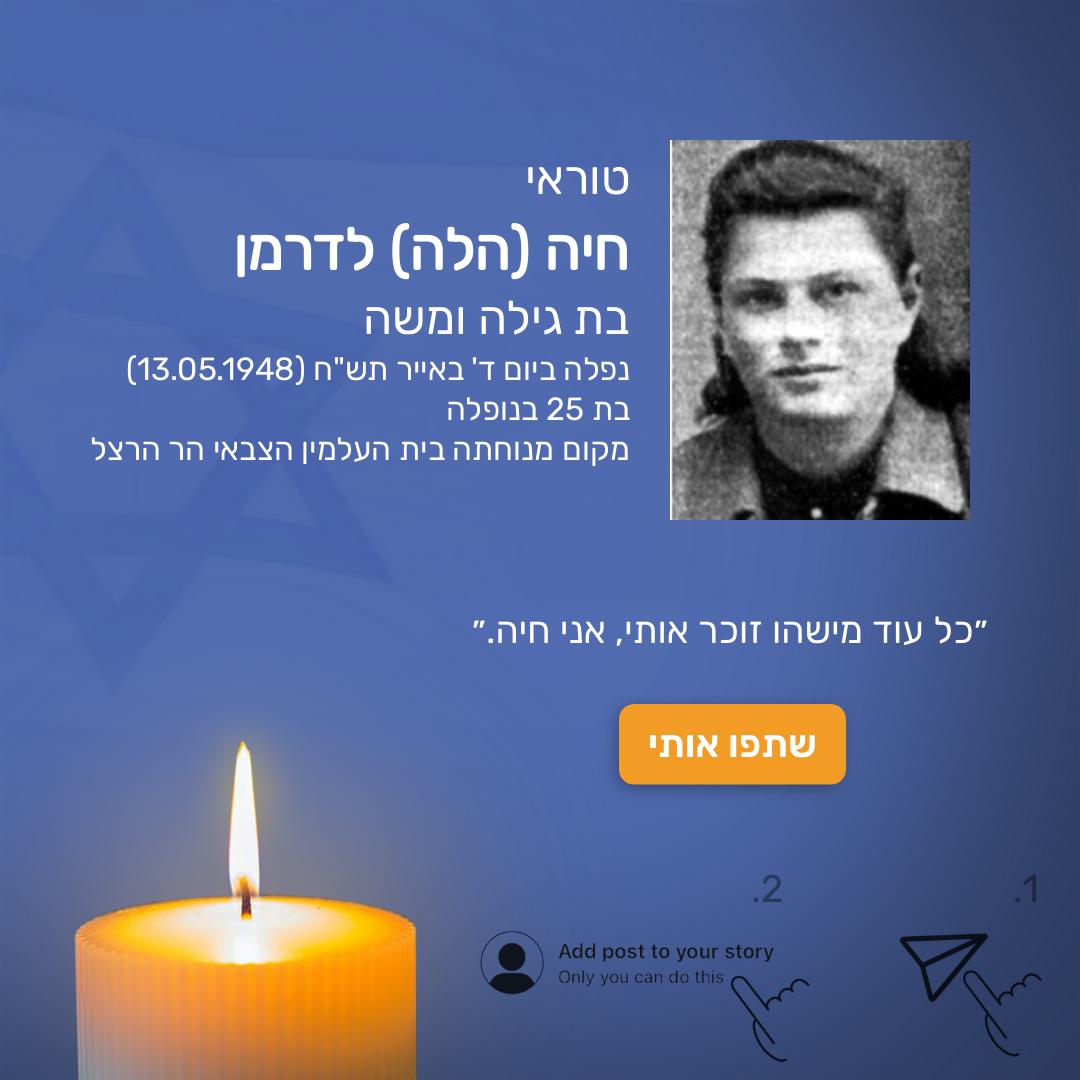 טוראי
חיה (הלה) לדרמן
בת גילה ומשה
נפלה ביום ד' באייר תש"ח (13.05.1948)
בת 25 בנופלה
מקום מנוחתה בית העלמין הצבאי הר הרצל
״כל עוד מישהו זוכר אותי, אני חיה.״
שתפו אותי
1.
2.
Add post to your story
Only you can do this